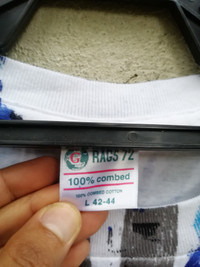 G RAGS 72
100% combed
100% COMBED COTTON
L 42-44